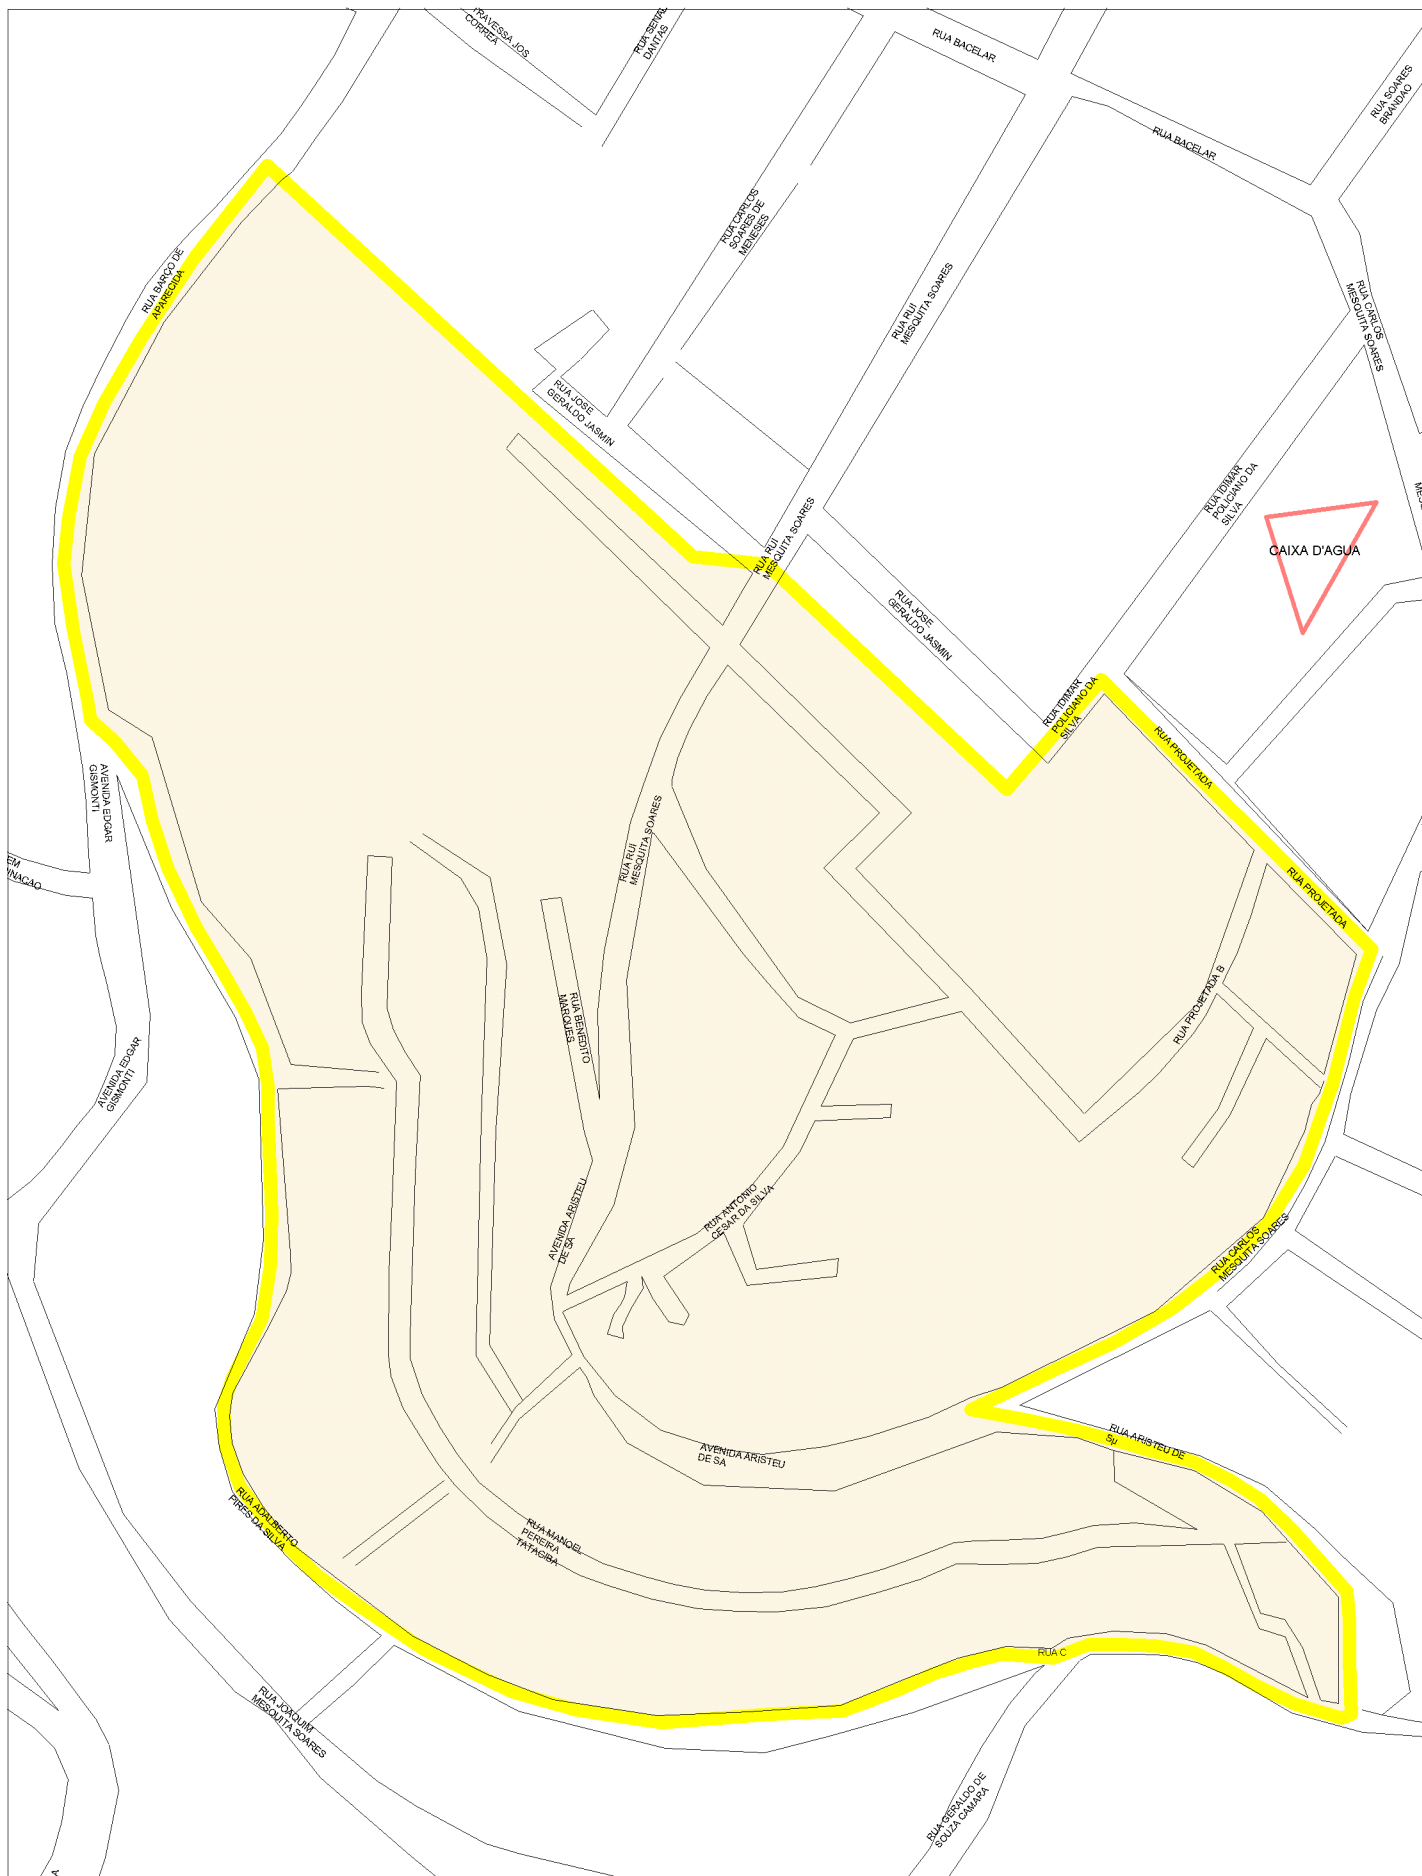 TRAVESSA JOS
CORREA
DANTAS
RUA BACELAR
RUA SOARES
BRANDAO
RUA BACELAR
RUA CARLOS
SOARES DE
MENESES
RUA BARÇO DE
APARECIDA
RUA RUI
MESQUITA SOARES
RUA CARLOS
MESQUITA SOARES
RUA JOSE
GERALDO JASMIN
RUA IDIMAR
POLICIANO DA
SILVA
CAIXA D'AGUA
RUA RUI
MESQUITA SOARES
RUA JOSE
GERALDO JASMIN
RUA IDIMAR
POLICIANO DA
SILVA
RUA PROJETADA
AVENIDA EDGAR
GISMONTI
RUA RUI
MESQUITA SOARES
RUA PROJETADA
RUA PROJETADA B
RUA BENEDITO
MARQUES
AVENIDA EDGAR
GISMONTI
AVENIDA ARISTEU
DE SA
RUA ANTONIO
CESAR DA SILVA
RUA CARLOS
MESQUITA SOARES
AVENIDA ARISTEU
DE SA
RUA ARISTEU DE
Sµ
RUA ADALBERTO
PIRES DA SILVA
RUA MANOEL
PEREIRA
TATAGIBA
RUA C
RUA JOAQUIM
MESQUITA SOARES
RUA GERALDO DE
SOUZA CAMARA